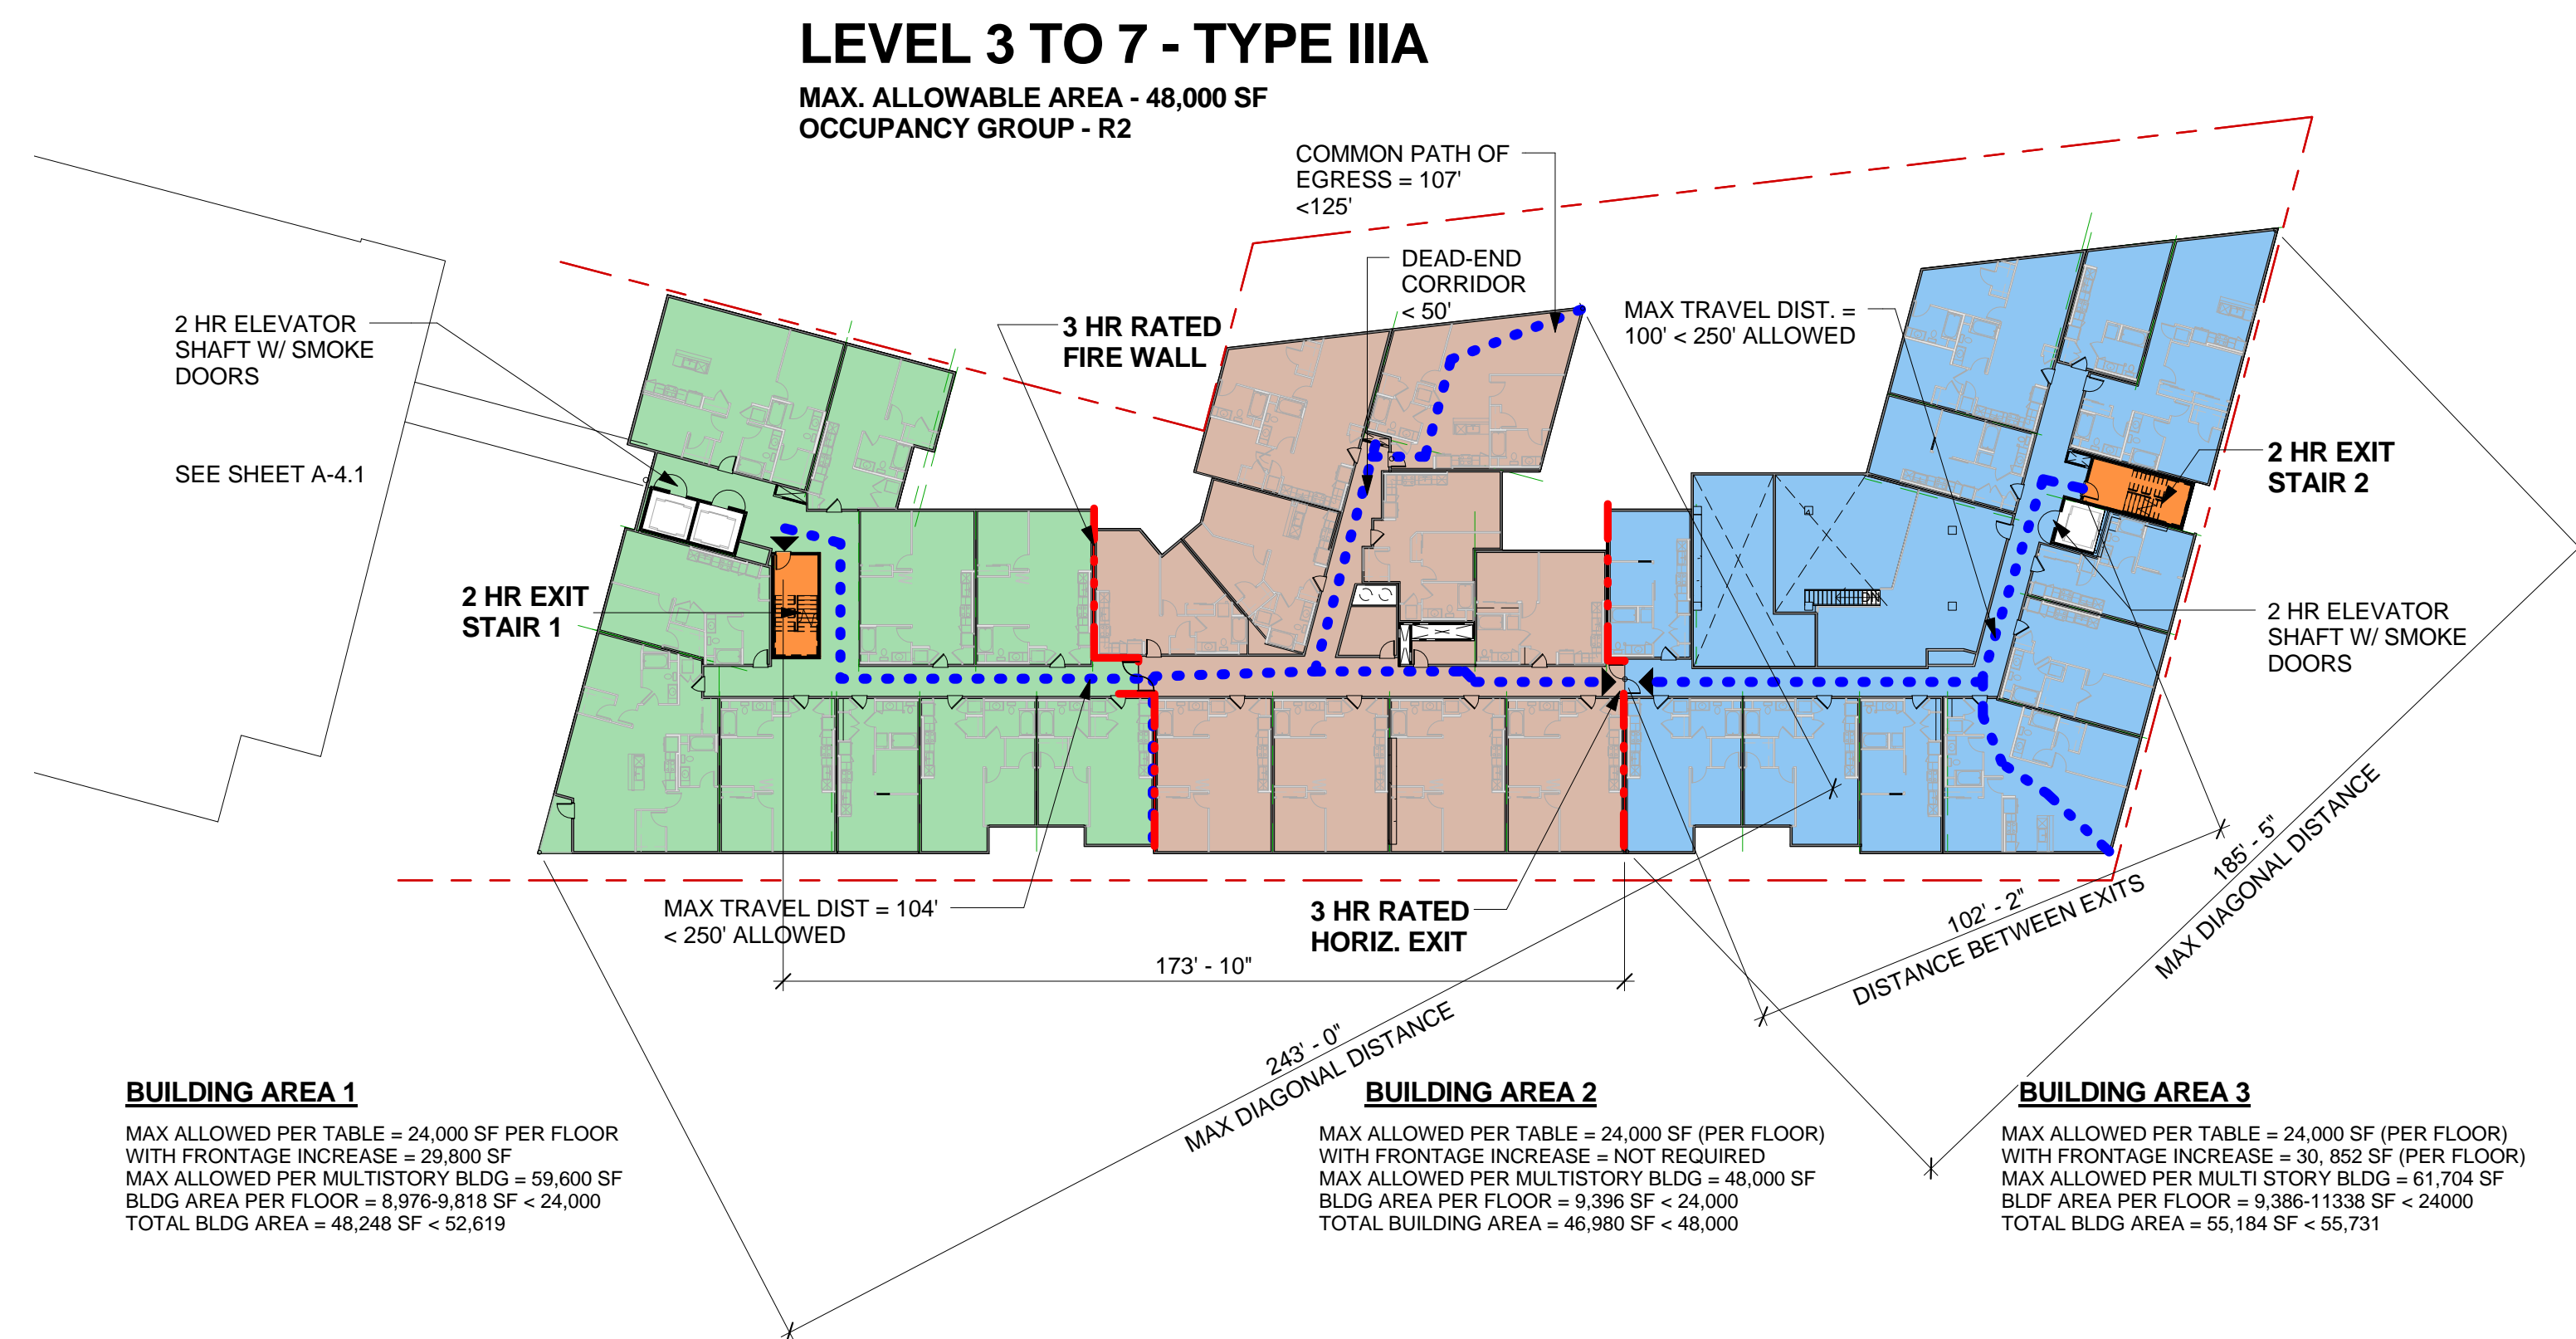 LEVEL 3 TO 7 - TYPE IIIA
MAX. ALLOWABLE AREA - 48,000 SF
OCCUPANCY GROUP - R2
COMMON PATH OF
EGRESS = 107'
<125'
DEAD-END
CORRIDOR
< 50'
2 HR ELEVATOR
SHAFT W/ SMOKE
DOORS
3 HR RATED
FIRE WALL
MAX TRAVEL DIST. =
100' < 250' ALLOWED
SEE SHEET A-4.1
2 HR EXIT
STAIR 2
2 HR EXIT
STAIR 1
DN
2 HR ELEVATOR
SHAFT W/ SMOKE
DOORS
MAX TRAVEL DIST = 104'
< 250' ALLOWED
3 HR RATED
HORIZ. EXIT
173' - 10"
243' - 0"
MAX DIAGONAL DISTANCE
102' - 2"
DISTANCE BETWEEN EXITS
185' - 5"
MAX DIAGONAL DISTANCE
BUILDING AREA 1
MAX ALLOWED PER TABLE = 24,000 SF PER FLOOR
WITH FRONTAGE INCREASE = 29,800 SF
MAX ALLOWED PER MULTISTORY BLDG = 59,600 SF
BLDG AREA PER FLOOR = 8,976-9,818 SF < 24,000
TOTAL BLDG AREA = 48,248 SF < 52,619
BUILDING AREA 2
MAX ALLOWED PER TABLE = 24,000 SF (PER FLOOR)
WITH FRONTAGE INCREASE = NOT REQUIRED
MAX ALLOWED PER MULTISTORY BLDG = 48,000 SF
BLDG AREA PER FLOOR = 9,396 SF < 24,000
TOTAL BUILDING AREA = 46,980 SF < 48,000
BUILDING AREA 3
MAX ALLOWED PER TABLE = 24,000 SF (PER FLOOR)
WITH FRONTAGE INCREASE = 30, 852 SF (PER FLOOR)
MAX ALLOWED PER MULTI STORY BLDG = 61,704 SF
BLDF AREA PER FLOOR = 9,386-11338 SF < 24000
TOTAL BLDG AREA = 55,184 SF < 55,731